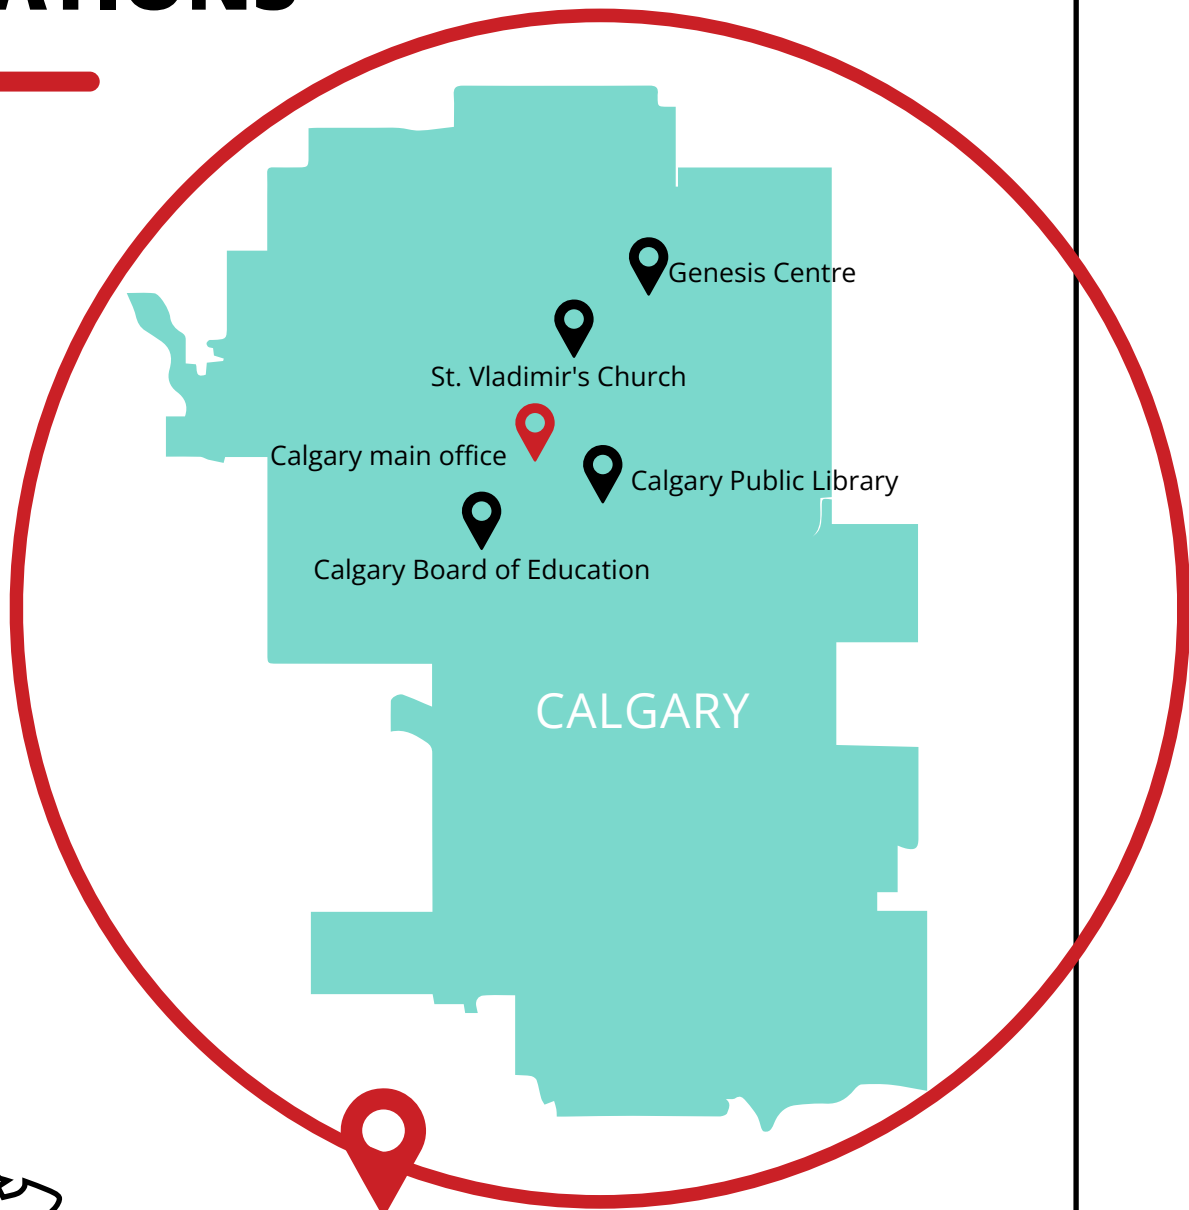 Genesis Centre
St. Vladimir's Church
Calgary main office
Calgary Public Library
Calgary Board of Education
CALGARY